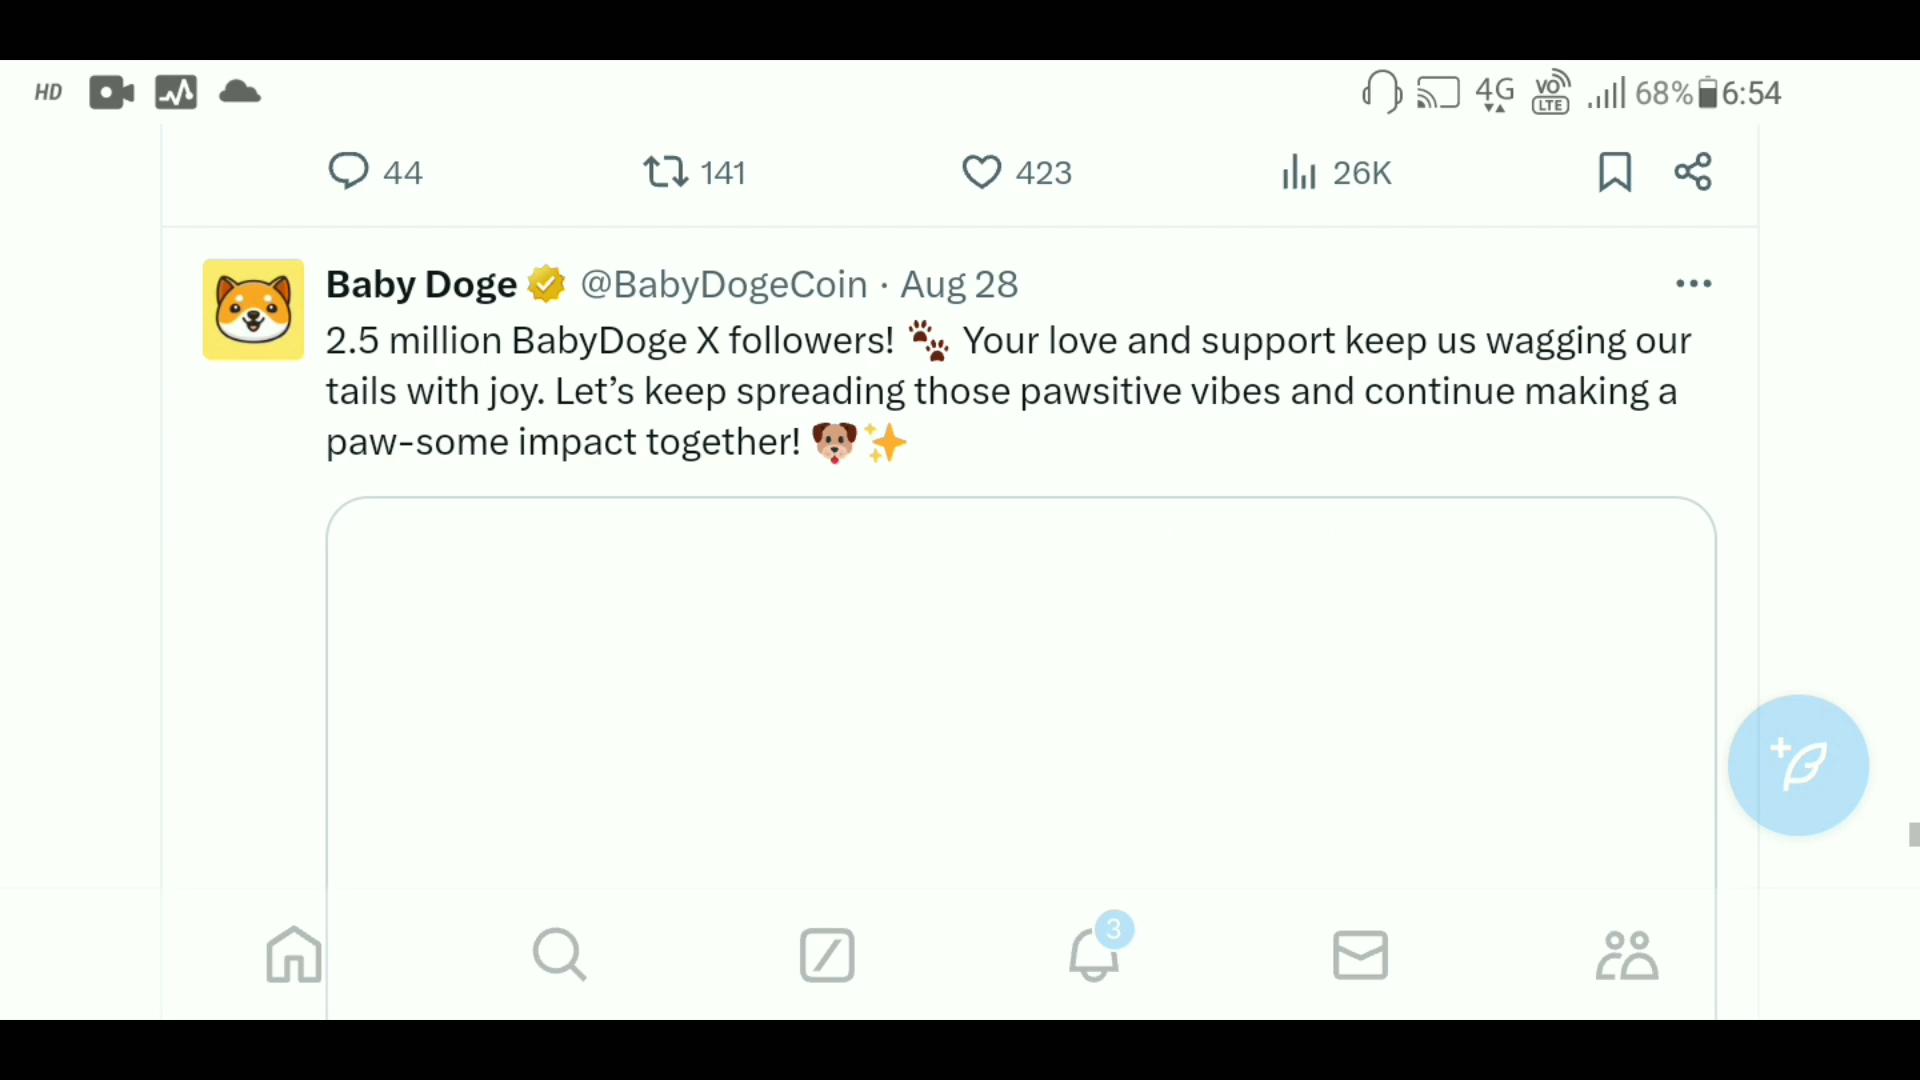 HD 4G VO LTE 68% 6:54
44 141 423 26K
Baby Doge @BabyDogeCoin · Aug 28
2.5 million BabyDoge X followers! 🐾 Your love and support keep us wagging our
tails with joy. Let’s keep spreading those pawsitive vibes and continue making a
paw-some impact together! 🐶✨
3